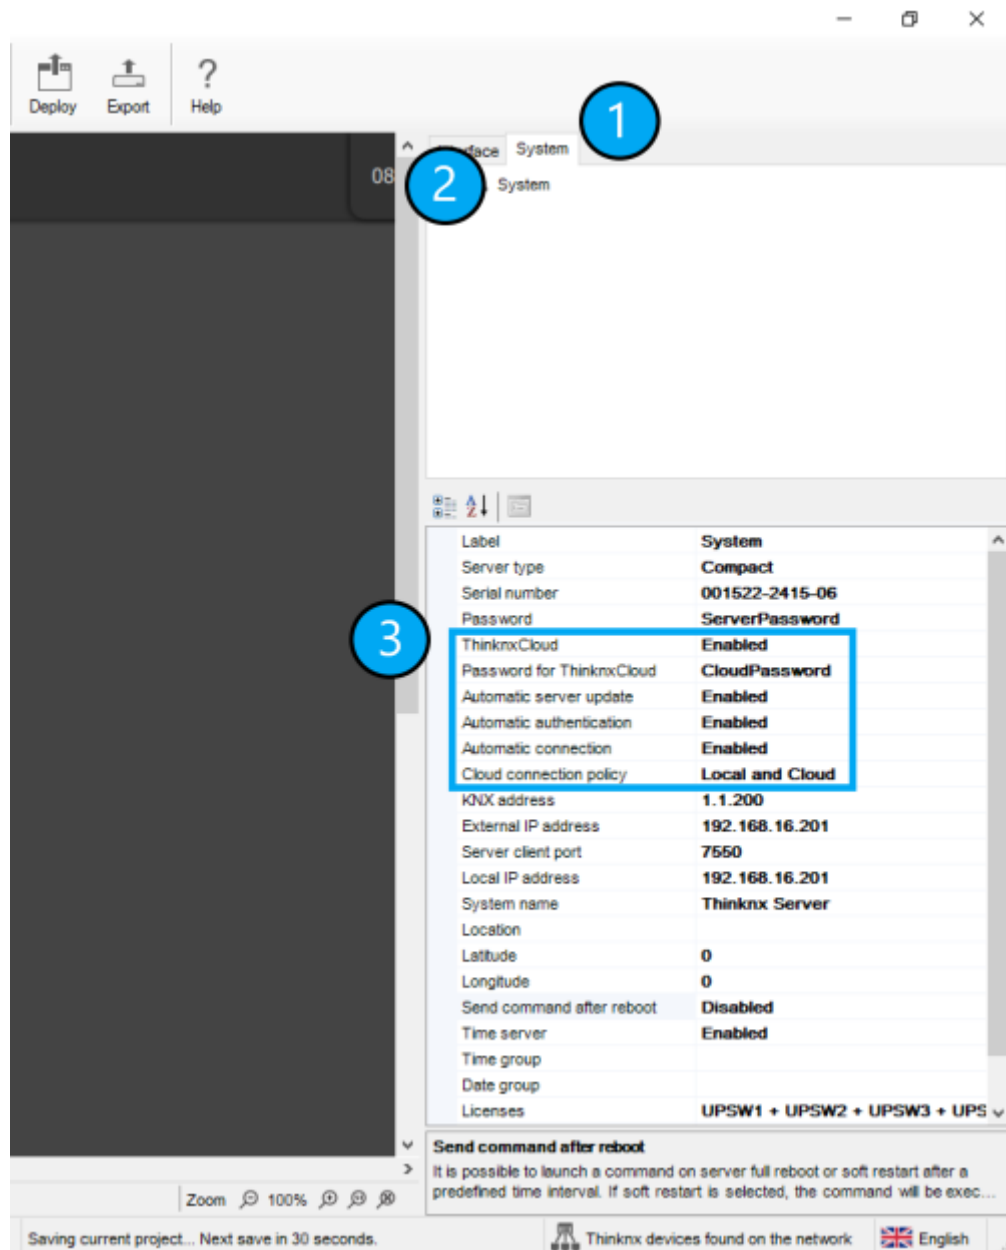 Deploy Export Help
1
rface System
2
08
System
Label System
Server type Compact
Serial number 001522-2415-06
Password ServerPassword
3
ThinknxCloud Enabled
Password for ThinknxCloud CloudPassword
Automatic server update Enabled
Automatic authentication Enabled
Automatic connection Enabled
Cloud connection policy Local and Cloud
KNX address 1.1.200
External IP address 192.168.16.201
Server client port 7550
Local IP address 192.168.16.201
System name Thinknx Server
Location
Latitude 0
Longitude 0
Send command after reboot Disabled
Time server Enabled
Time group
Date group
Licenses UPSW1 + UPSW2 + UPSW3 + UPS
Send command after reboot
It is possible to launch a command on server full reboot or soft restart after a
predefined time interval. If soft restart is selected, the command will be exec...
Zoom 100%
Saving current project... Next save in 30 seconds. Thinknx devices found on the network English